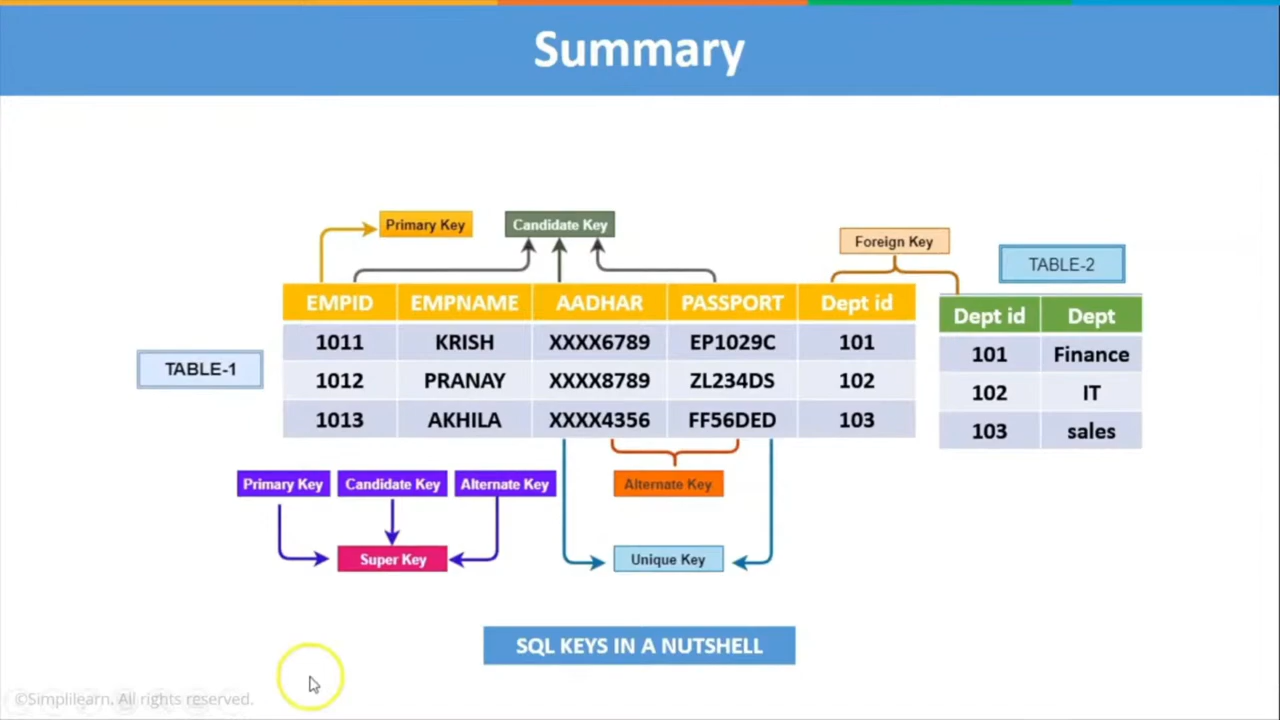 Summary
Primary Key
Candidate Key
Foreign Key
TABLE-2
EMPID EMPNAME AADHAR PASSPORT Dept id
1011 KRISH XXXX6789 EP1029C 101
1012 PRANAY XXXX8789 ZL234DS 102
1013 AKHILA XXXX4356 FF56DED 103
TABLE-1
Dept id Dept
101 Finance
102 IT
103 sales
Primary Key Candidate Key Alternate Key
Alternate Key
Super Key
Unique Key
SQL KEYS IN A NUTSHELL
©Simplilearn. All rights reserved.